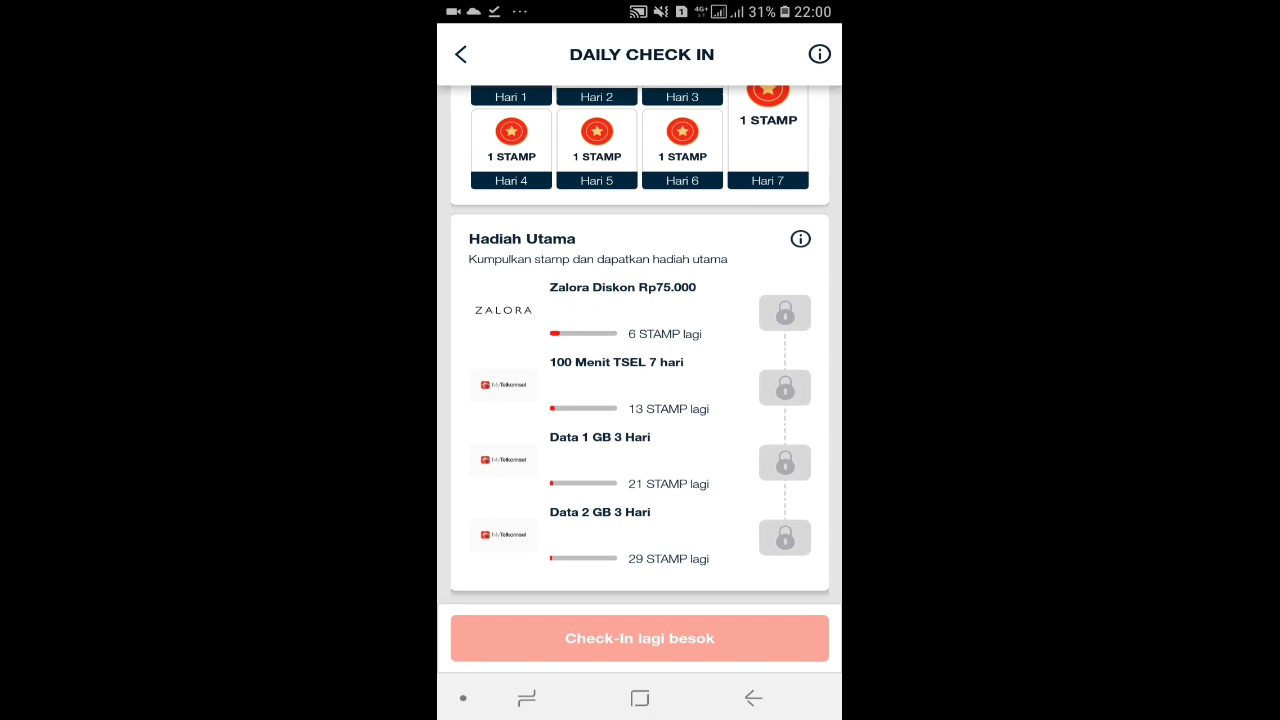 31% 22:00
DAILY CHECK IN
Hari 1 Hari 2 Hari 3
1 STAMP
1 STAMP 1 STAMP 1 STAMP
Hari 4 Hari 5 Hari 6 Hari 7
Hadiah Utama
Kumpulkan stamp dan dapatkan hadiah utama
Zalora Diskon Rp75.000
ZALORA
6 STAMP lagi
100 Menit TSEL 7 hari
MyTelkomsel
13 STAMP lagi
Data 1 GB 3 Hari
MyTelkomsel
21 STAMP lagi
Data 2 GB 3 Hari
MyTelkomsel
29 STAMP lagi
Check-In lagi besok